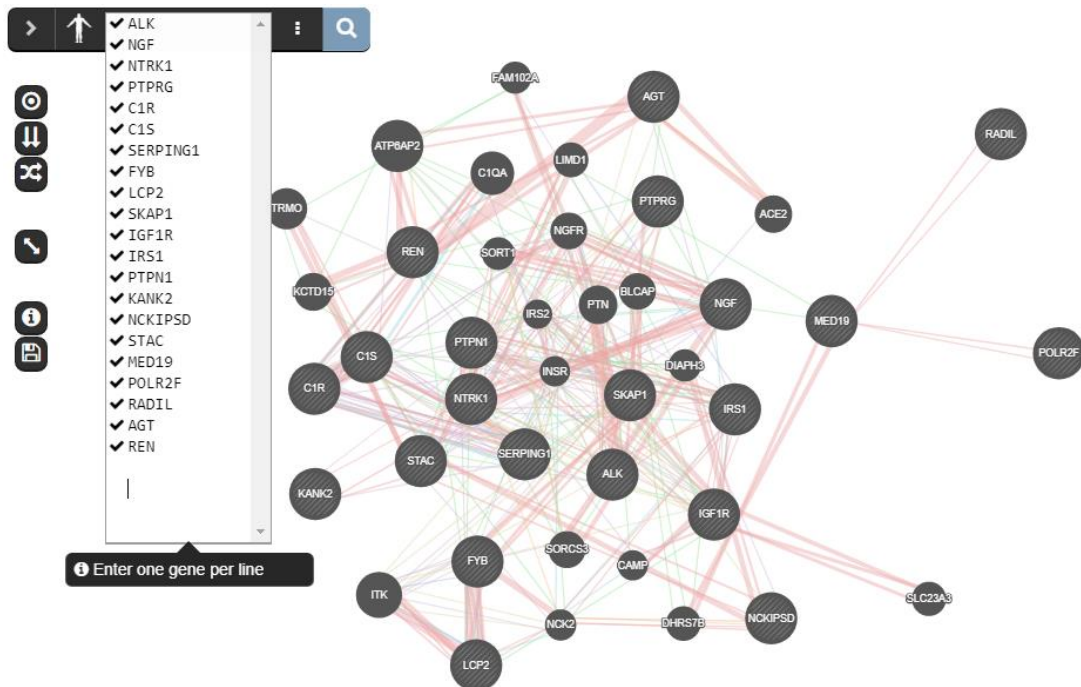 ALK
NGF
NTRK1
PTPRG
C1R
C1S
SERPING1
FYB
LCP2
SKAP1
IGF1R
IRS1
PTPN1
KANK2
NCKIPSD
STAC
MED19
POLR2F
RADIL
AGT
REN
Enter one gene per line
FAM102A
AGT
RADIL
ATP6AP2
LIMD1
C1QA
PTPRG
TRMO
ACE2
NGFR
REN
SORT1
KCTD15
BLCAP
NGF
PTN
IRS2
MED19
PTPN1
C1S
POLR2F
DIAPH3
INSR
C1R
SKAP1
NTRK1
IRS1
SERPING1
STAC
ALK
KANK2
IGF1R
SORCS3
FYB
CAMP
ITK
SLC23A3
NCKIPSD
NCK2
DHRS7B
LCP2